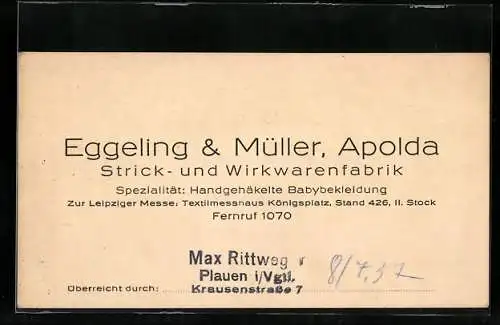 Eggeling & Müller, Apolda
Strick- und Wirkwarenfabrik
Spezialität: Handgehäkelte Babybekleidung
Zur Leipziger Messe: Textilmesshaus Königsplatz, Stand 426, II. Stock
Fernruf 1070
Max Rittweg
8/7.37
Plauen i/Vgtl.
Überreicht durch: Krausenstraße 7